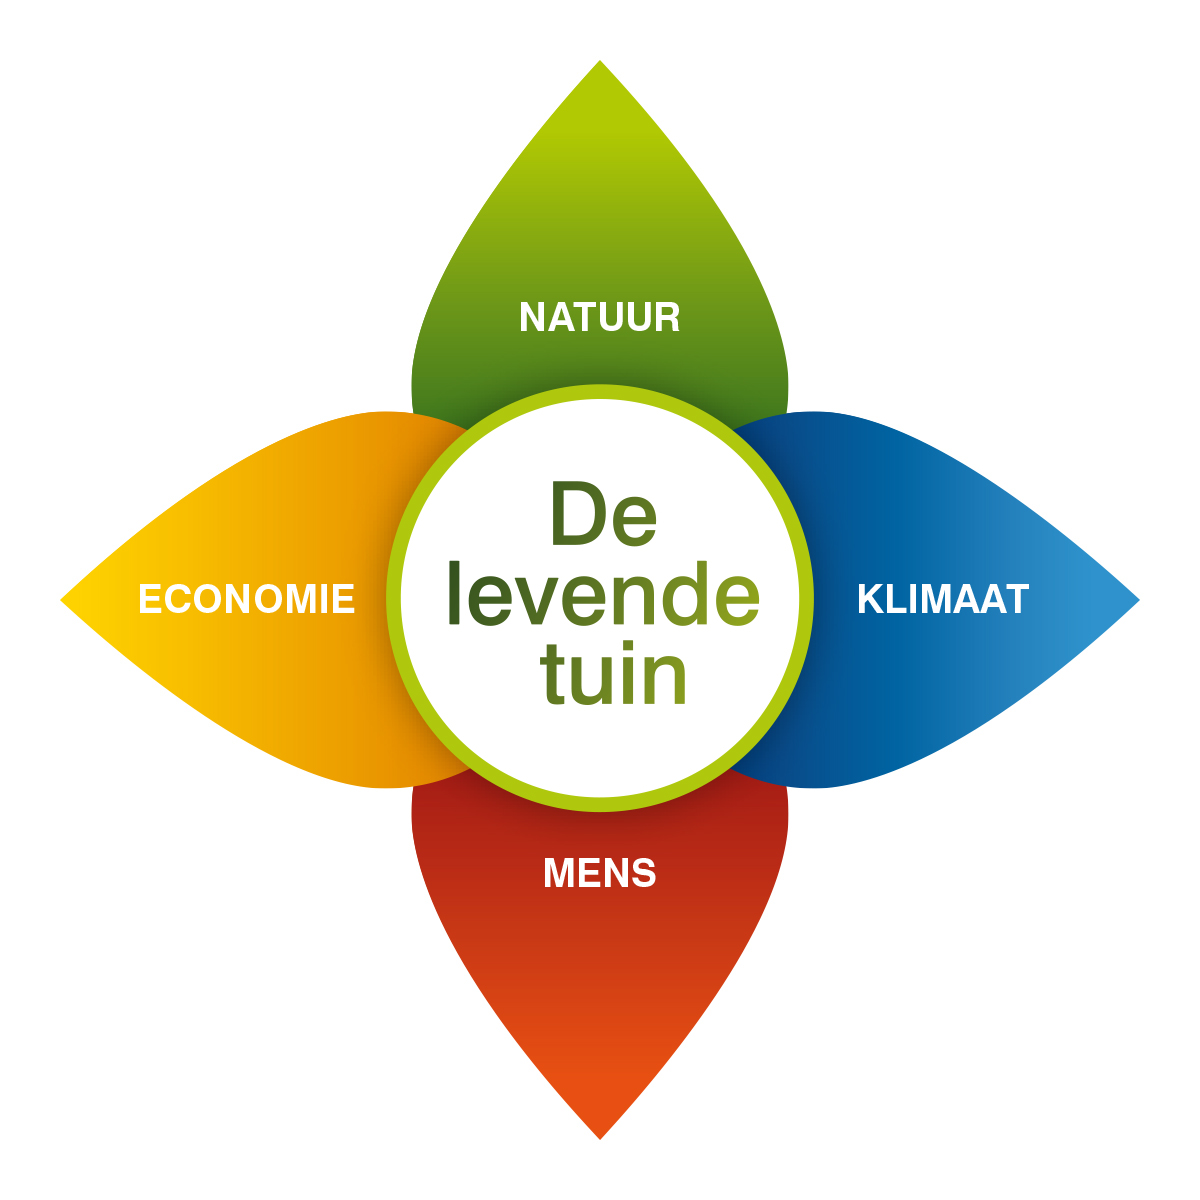 NATUUR
ECONOMIE
De
levende
tuin
KLIMAAT
MENS